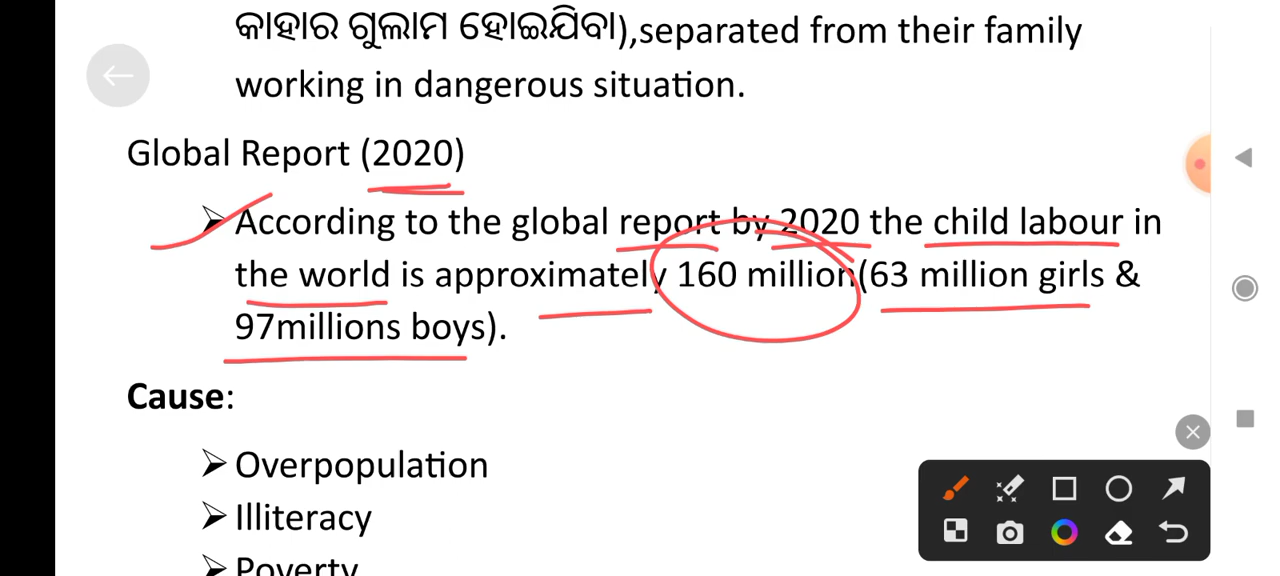 କାହାର ଗୁଲାମ ହୋଇଯିବା),separated from their family
working in dangerous situation.
Global Report (2020)
➢ According to the global report by 2020 the child labour in
the world is approximately 160 million(63 million girls &
97millions boys).
Cause:
➢ Overpopulation
➢ Illiteracy
➢ Poverty